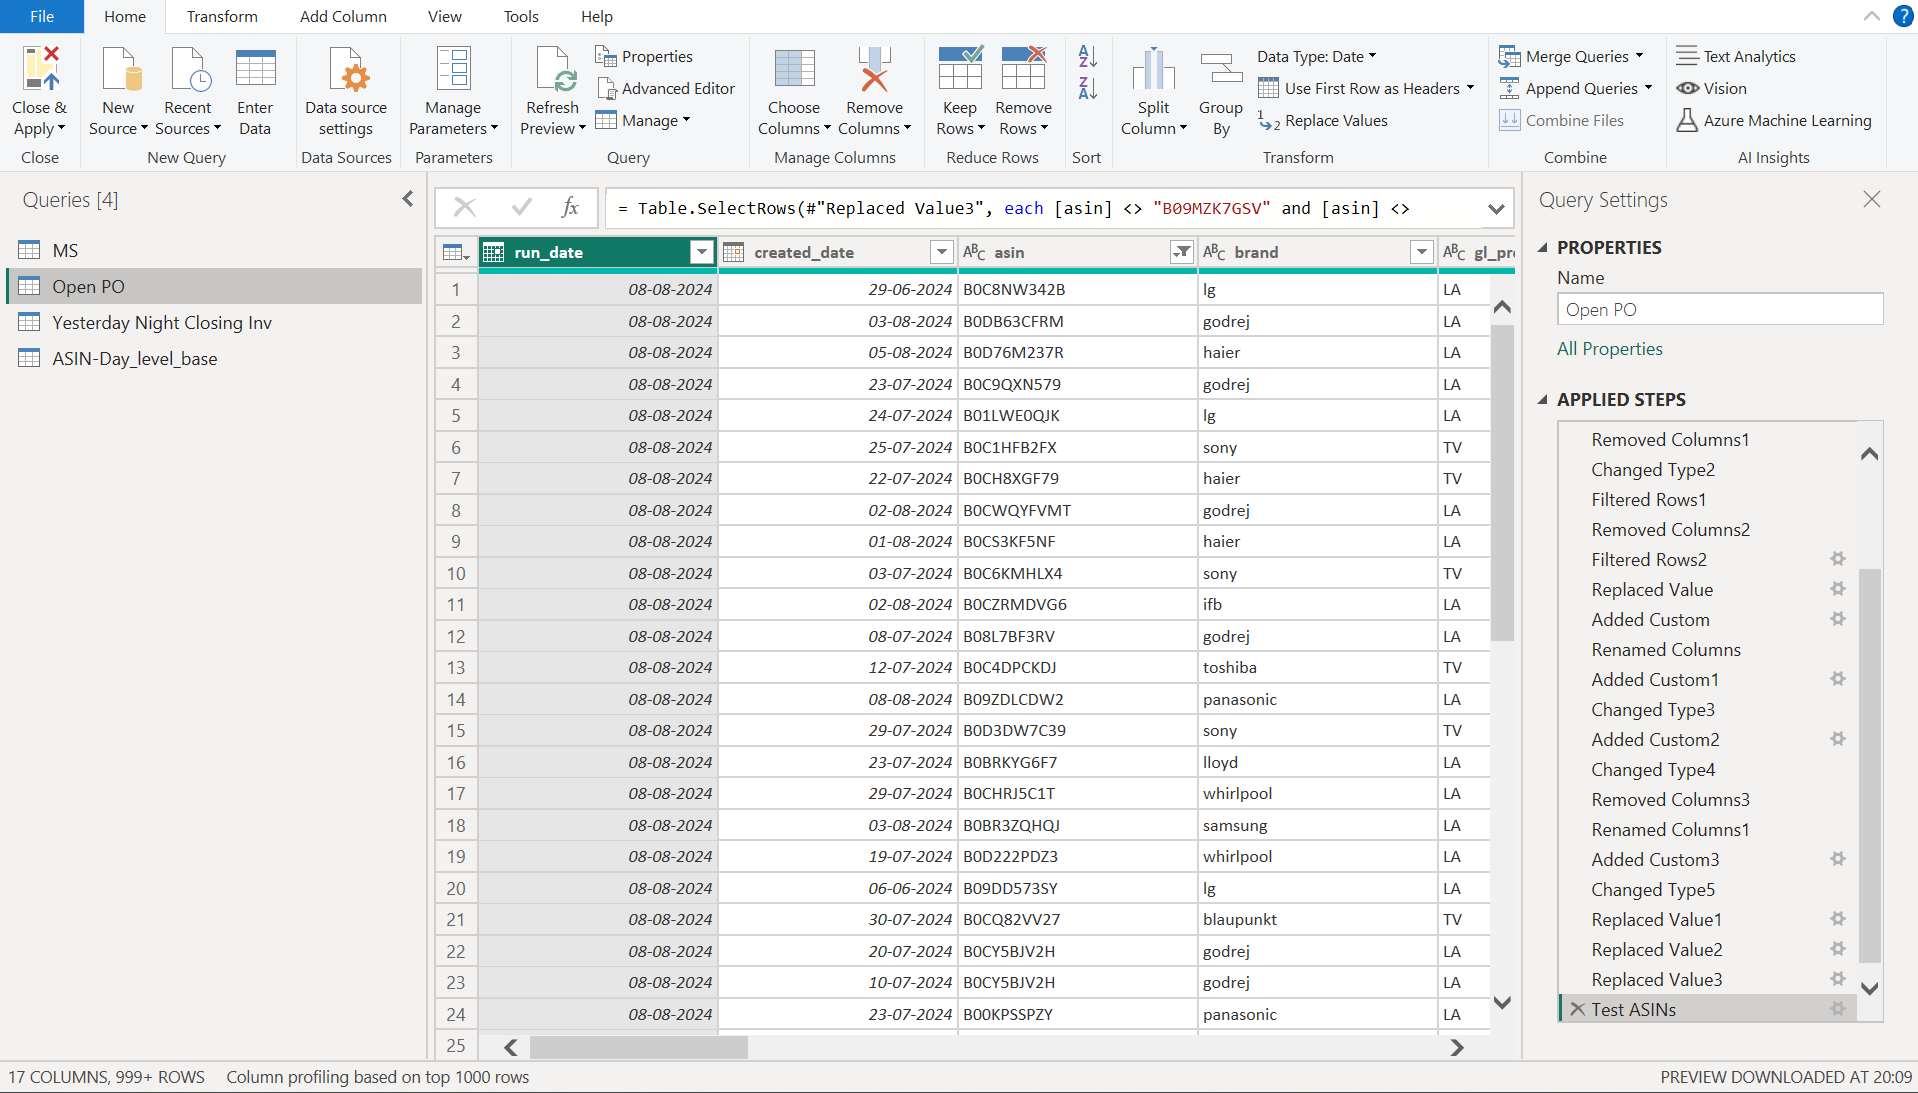 File Home Transform Add Column View Tools Help
Close & Apply
New Source
Recent Sources
Enter Data
Data source settings
Manage Parameters
Refresh Preview
Properties
Advanced Editor
Manage
Choose Columns
Remove Columns
Keep Rows
Remove Rows
Split Column
Group By
Data Type: Date
Use First Row as Headers
Replace Values
Merge Queries
Append Queries
Combine Files
Text Analytics
Vision
Azure Machine Learning
Close New Query Data Sources Parameters Query Manage Columns Reduce Rows Sort Transform Combine AI Insights
Queries [4]
MS
Open PO
Yesterday Night Closing Inv
ASIN-Day_level_base
fx = Table.SelectRows(#"Replaced Value3", each [asin] <> "B09MZK7GSV" and [asin] <>
run_date created_date asin brand gl_pr
1 08-08-2024 29-06-2024 B0C8NW342B lg LA
2 08-08-2024 03-08-2024 B0DB63CFRM godrej LA
3 08-08-2024 05-08-2024 B0D76M237R haier LA
4 08-08-2024 23-07-2024 B0C9QXN579 godrej LA
5 08-08-2024 24-07-2024 B01LWE0QJK lg LA
6 08-08-2024 25-07-2024 B0C1HFB2FX sony TV
7 08-08-2024 22-07-2024 B0CH8XGF79 haier TV
8 08-08-2024 02-08-2024 B0CWQYFVMT godrej LA
9 08-08-2024 01-08-2024 B0CS3KF5NF haier LA
10 08-08-2024 03-07-2024 B0C6KMHLX4 sony TV
11 08-08-2024 02-08-2024 B0CZRMDVG6 ifb LA
12 08-08-2024 08-07-2024 B08L7BF3RV godrej LA
13 08-08-2024 12-07-2024 B0C4DPCKDJ toshiba TV
14 08-08-2024 08-08-2024 B09ZDLCDW2 panasonic LA
15 08-08-2024 29-07-2024 B0D3DW7C39 sony TV
16 08-08-2024 23-07-2024 B0BRKYG6F7 lloyd LA
17 08-08-2024 29-07-2024 B0CHRJ5C1T whirlpool LA
18 08-08-2024 03-08-2024 B0BR3ZQHQJ samsung LA
19 08-08-2024 19-07-2024 B0D222PDZ3 whirlpool LA
20 08-08-2024 06-06-2024 B09DD573SY lg LA
21 08-08-2024 30-07-2024 B0CQ82VV27 blaupunkt TV
22 08-08-2024 20-07-2024 B0CY5BJV2H godrej LA
23 08-08-2024 10-07-2024 B0CY5BJV2H godrej LA
24 08-08-2024 23-07-2024 B00KPSSPZY panasonic LA
25
Query Settings
PROPERTIES
Name
Open PO
All Properties
APPLIED STEPS
Removed Columns1
Changed Type2
Filtered Rows1
Removed Columns2
Filtered Rows2
Replaced Value
Added Custom
Renamed Columns
Added Custom1
Changed Type3
Added Custom2
Changed Type4
Removed Columns3
Renamed Columns1
Added Custom3
Changed Type5
Replaced Value1
Replaced Value2
Replaced Value3
Test ASINs
17 COLUMNS, 999+ ROWS Column profiling based on top 1000 rows PREVIEW DOWNLOADED AT 20:09